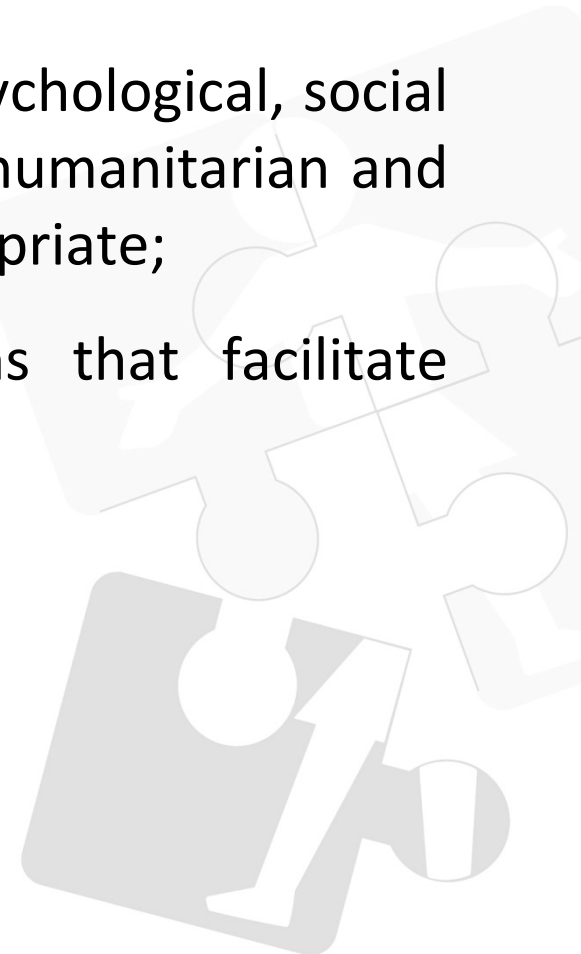 ychological, social
humanitarian and
priate;
s that facilitate